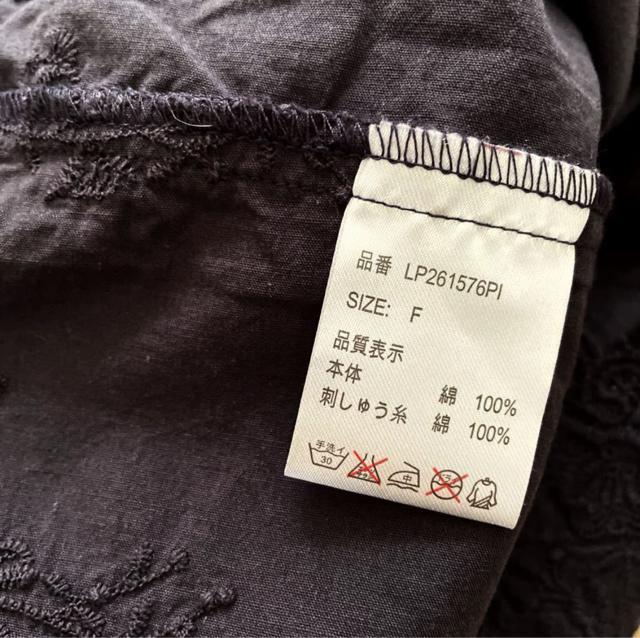 品番 LP261576PI
SIZE: F
品質表示
本体 綿 100%
刺しゅう糸 綿 100%
手洗イ 30 中